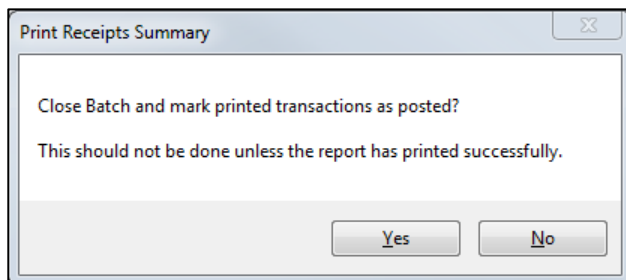 Print Receipts Summary
Close Batch and mark printed transactions as posted?
This should not be done unless the report has printed successfully.
Yes No